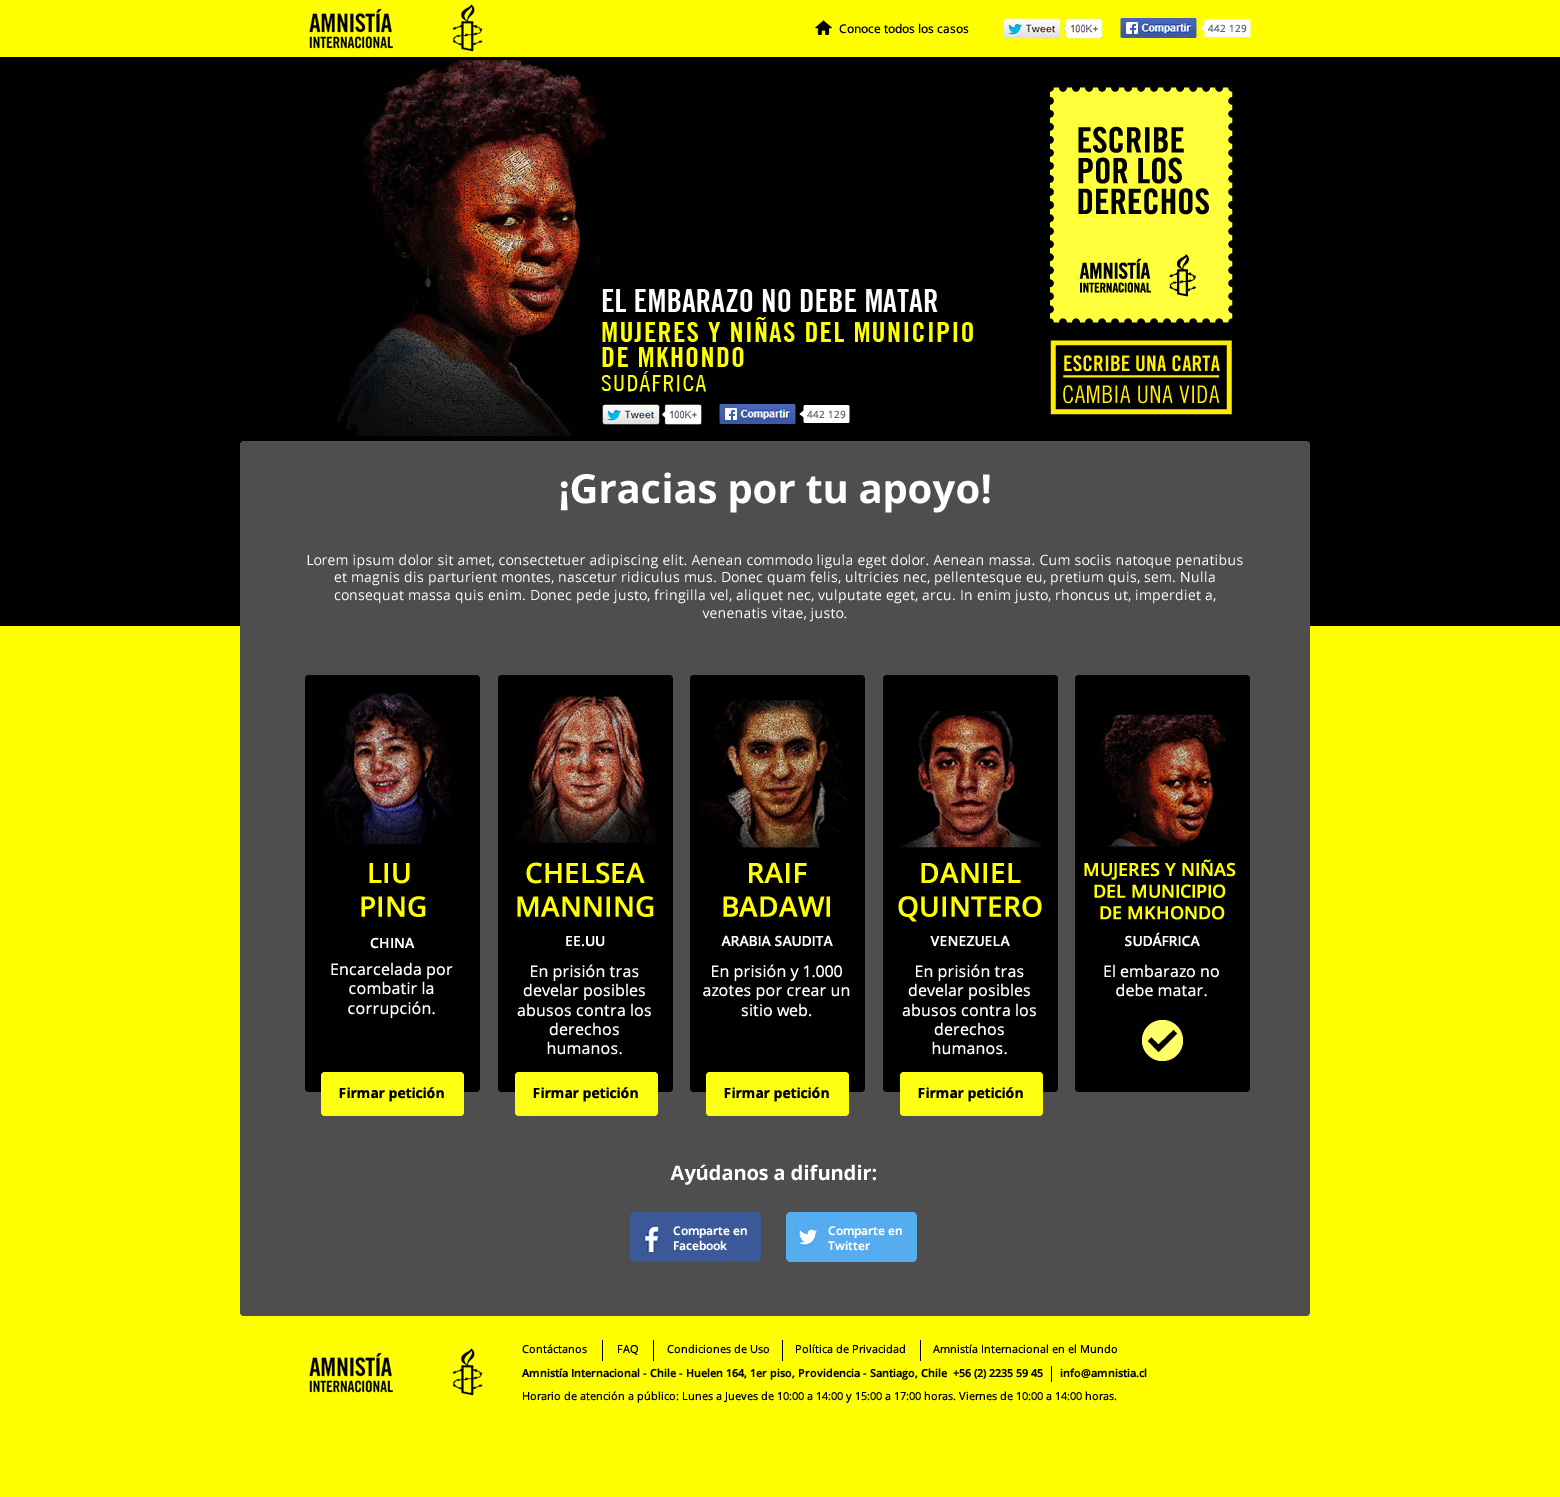 AMNISTÍA
INTERNACIONAL
Conoce todos los casos
Tweet
100K+
Compartir
442 129
ESCRIBE
POR LOS
DERECHOS
AMNISTÍA
INTERNACIONAL
EL EMBARAZO NO DEBE MATAR
MUJERES Y NIÑAS DEL MUNICIPIO
DE MKHONDO
SUDÁFRICA
Tweet
100K+
Compartir
442 129
ESCRIBE UNA CARTA
CAMBIA UNA VIDA
¡Gracias por tu apoyo!
Lorem ipsum dolor sit amet, consectetuer adipiscing elit. Aenean commodo ligula eget dolor. Aenean massa. Cum sociis natoque penatibus
et magnis dis parturient montes, nascetur ridiculus mus. Donec quam felis, ultricies nec, pellentesque eu, pretium quis, sem. Nulla
consequat massa quis enim. Donec pede justo, fringilla vel, aliquet nec, vulputate eget, arcu. In enim justo, rhoncus ut, imperdiet a,
venenatis vitae, justo.
LIU
PING
CHINA
Encarcelada por
combatir la
corrupción.
Firmar petición
CHELSEA
MANNING
EE.UU
En prisión tras
develar posibles
abusos contra los
derechos
humanos.
Firmar petición
RAIF
BADAWI
ARABIA SAUDITA
En prisión y 1.000
azotes por crear un
sitio web.
Firmar petición
DANIEL
QUINTERO
VENEZUELA
En prisión tras
develar posibles
abusos contra los
derechos
humanos.
Firmar petición
MUJERES Y NIÑAS
DEL MUNICIPIO
DE MKHONDO
SUDÁFRICA
El embarazo no
debe matar.
Ayúdanos a difundir:
Comparte en
Facebook
Comparte en
Twitter
AMNISTÍA
INTERNACIONAL
Contáctanos
FAQ
Condiciones de Uso
Política de Privacidad
Amnistía Internacional en el Mundo
Amnistía Internacional - Chile - Huelen 164, 1er piso, Providencia - Santiago, Chile +56 (2) 2235 59 45
info@amnistia.cl
Horario de atención a público: Lunes a Jueves de 10:00 a 14:00 y 15:00 a 17:00 horas. Viernes de 10:00 a 14:00 horas.